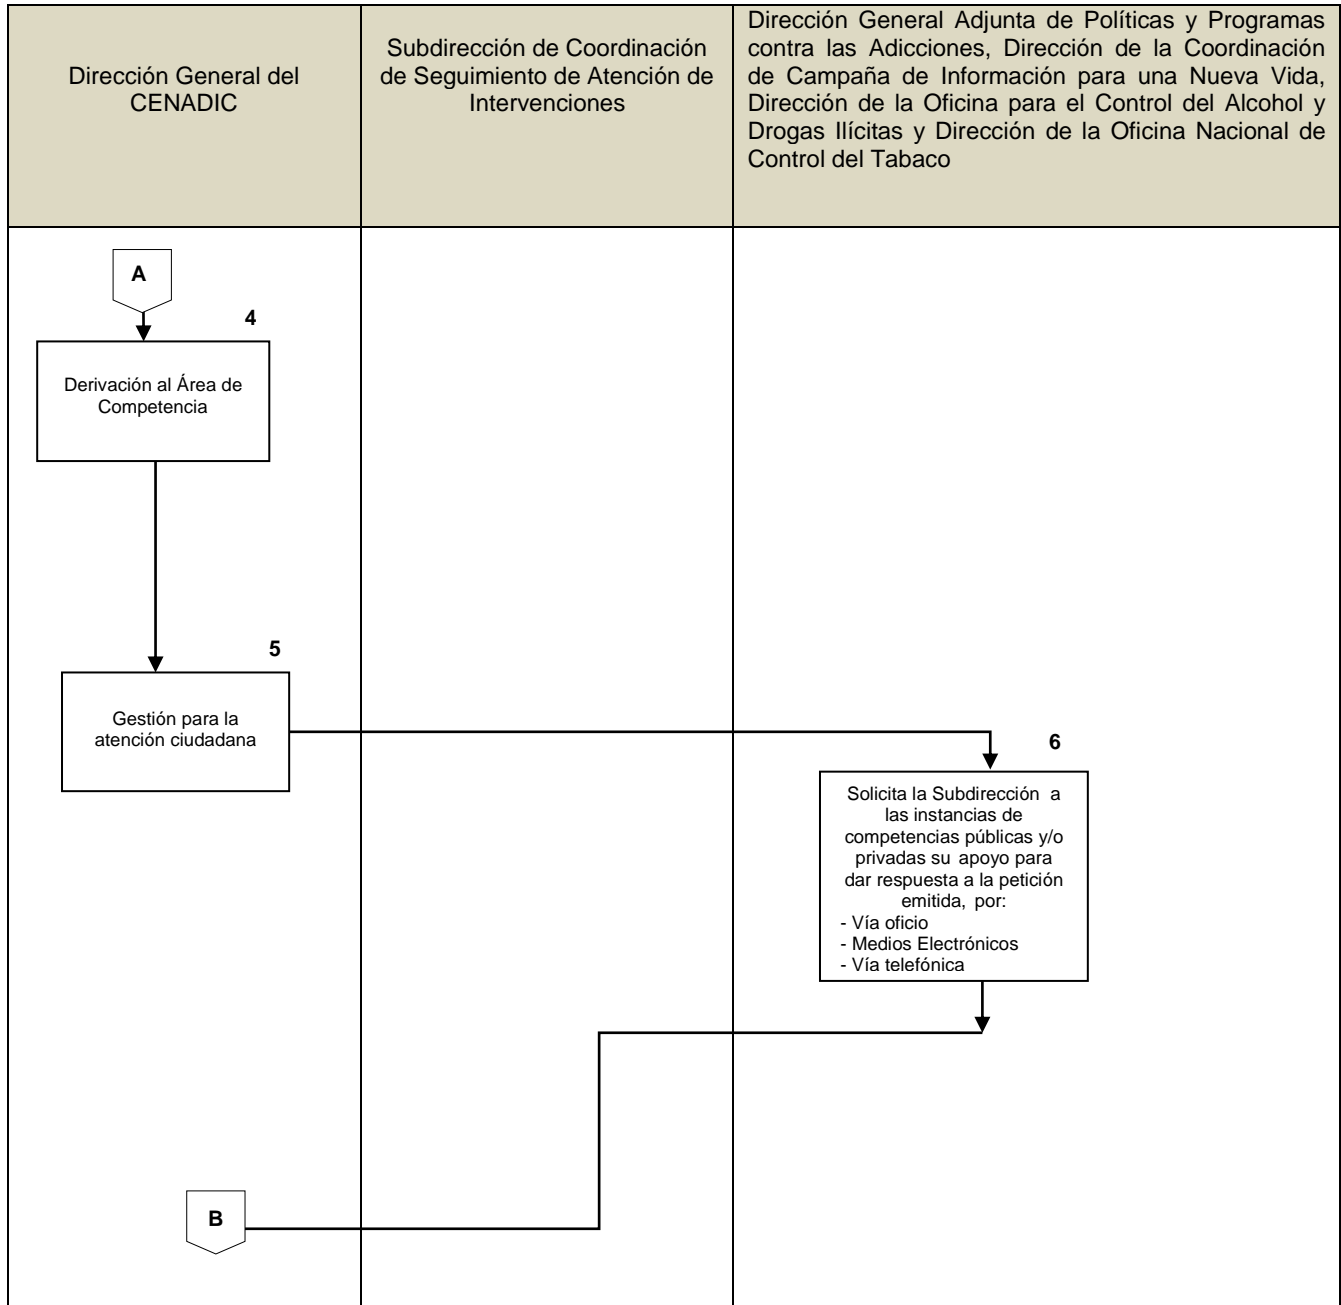 Dirección General del
CENADIC
Subdirección de Coordinación
de Seguimiento de Atención de
Intervenciones
Dirección General Adjunta de Políticas y Programas
contra las Adicciones, Dirección de la Coordinación
de Campaña de Información para una Nueva Vida,
Dirección de la Oficina para el Control del Alcohol y
Drogas Ilícitas y Dirección de la Oficina Nacional de
Control del Tabaco
A
4
Derivación al Área de
Competencia
5
Gestión para la
atención ciudadana
6
Solicita la Subdirección a
las instancias de
competencias públicas y/o
privadas su apoyo para
dar respuesta a la petición
emitida, por:
- Vía oficio
- Medios Electrónicos
- Vía telefónica
B